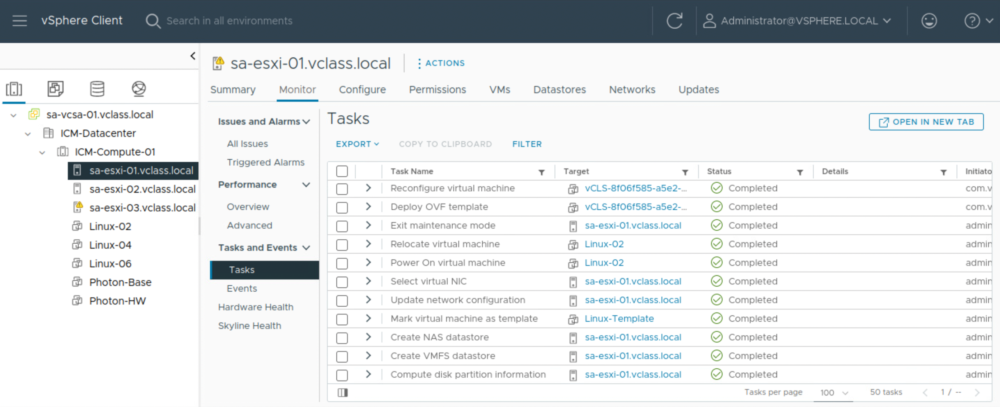 vSphere Client Search in all environments Administrator@VSPHERE.LOCAL
sa-vcsa-01.vclass.local
ICM-Datacenter
ICM-Compute-01
sa-esxi-01.vclass.local
sa-esxi-02.vclass.local
sa-esxi-03.vclass.local
Linux-02
Linux-04
Linux-06
Photon-Base
Photon-HW
sa-esxi-01.vclass.local ACTIONS
Summary Monitor Configure Permissions VMs Datastores Networks Updates
Issues and Alarms
All Issues
Triggered Alarms
Performance
Overview
Advanced
Tasks and Events
Tasks
Events
Hardware Health
Skyline Health
Tasks
OPEN IN NEW TAB
EXPORT COPY TO CLIPBOARD FILTER
Task Name Target Status Details Initiato
Reconfigure virtual machine vCLS-8f06f585-a5e2-... Completed com.v
Deploy OVF template vCLS-8f06f585-a5e2-... Completed com.v
Exit maintenance mode sa-esxi-01.vclass.local Completed admin
Relocate virtual machine Linux-02 Completed admin
Power On virtual machine Linux-02 Completed admin
Select virtual NIC sa-esxi-01.vclass.local Completed admin
Update network configuration sa-esxi-01.vclass.local Completed admin
Mark virtual machine as template Linux-Template Completed admin
Create NAS datastore sa-esxi-01.vclass.local Completed admin
Create VMFS datastore sa-esxi-01.vclass.local Completed admin
Compute disk partition information sa-esxi-01.vclass.local Completed admin
Tasks per page 100 50 tasks 1 / --